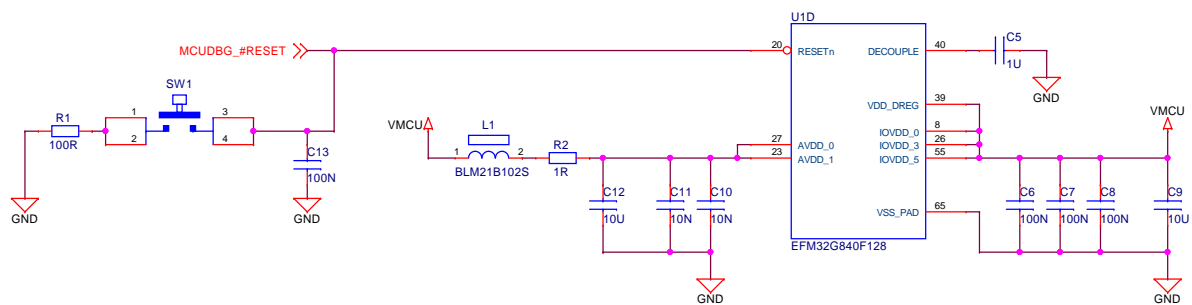 U1D
MCUDBG_#RESET
20
RESETn
DECOUPLE
40
C5
1U
GND
SW1
R1
100R
1
2
3
4
C13
100N
GND
GND
VMCU
L1
1
2
BLM21B102S
R2
1R
27
AVDD_0
23
AVDD_1
VDD_DREG
39
IOVDD_0
8
IOVDD_3
26
IOVDD_5
55
VMCU
C12
10U
C11
10N
C10
10N
GND
VSS_PAD
65
C6
100N
C7
100N
C8
100N
C9
10U
EFM32G840F128
GND